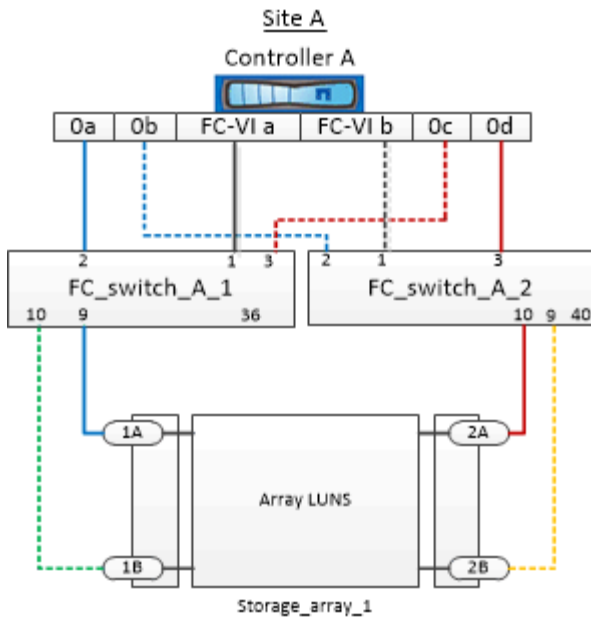 Site A
Controller A
0a 0b FC-VI a FC-VI b 0c 0d
2 1 3 2 1 3
FC_switch_A_1 FC_switch_A_2
10 9 36 10 9 40
1A 2A
Array LUNS
1B 2B
Storage_array_1